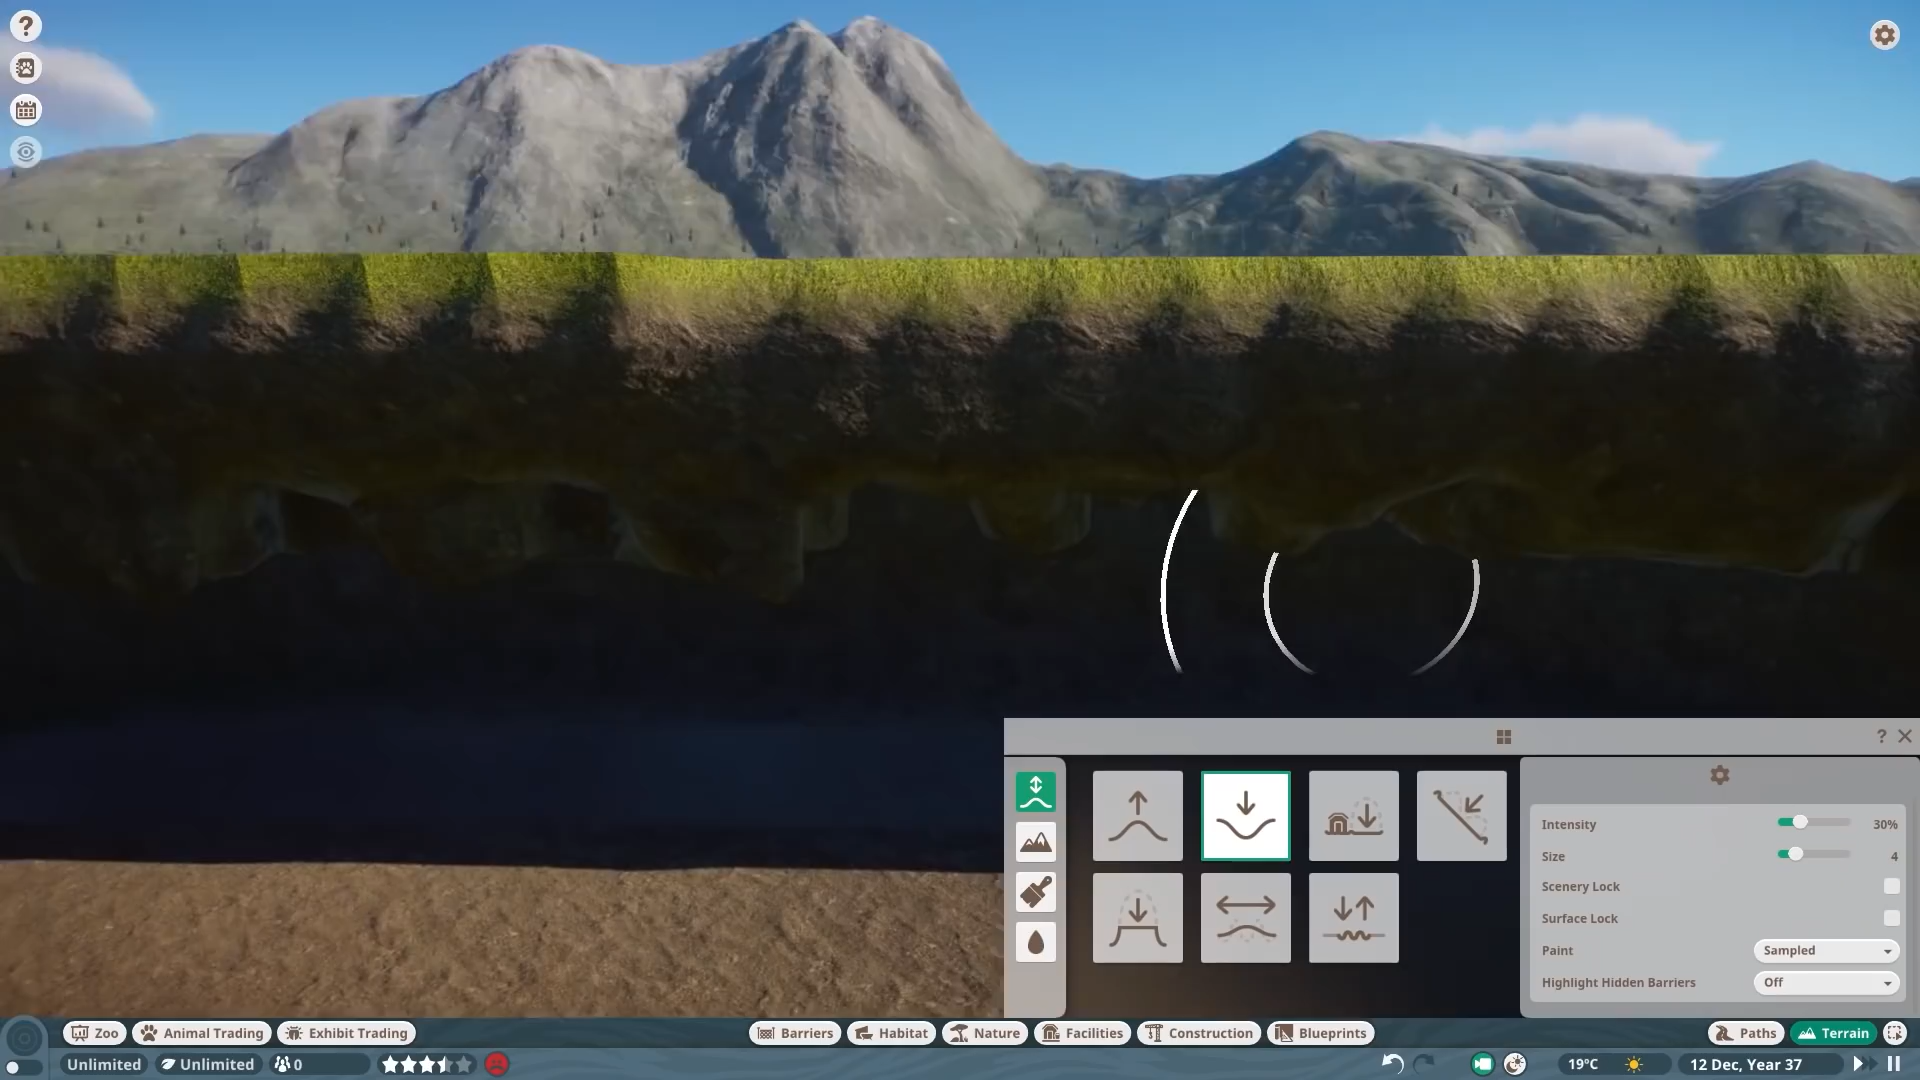 ?
?
Intensity 30%
Size 4
Scenery Lock
Surface Lock
Paint Sampled
Highlight Hidden Barriers Off
Zoo Animal Trading Exhibit Trading Barriers Habitat Nature Facilities Construction Blueprints Paths Terrain
Unlimited Unlimited 0 19°C 12 Dec, Year 37